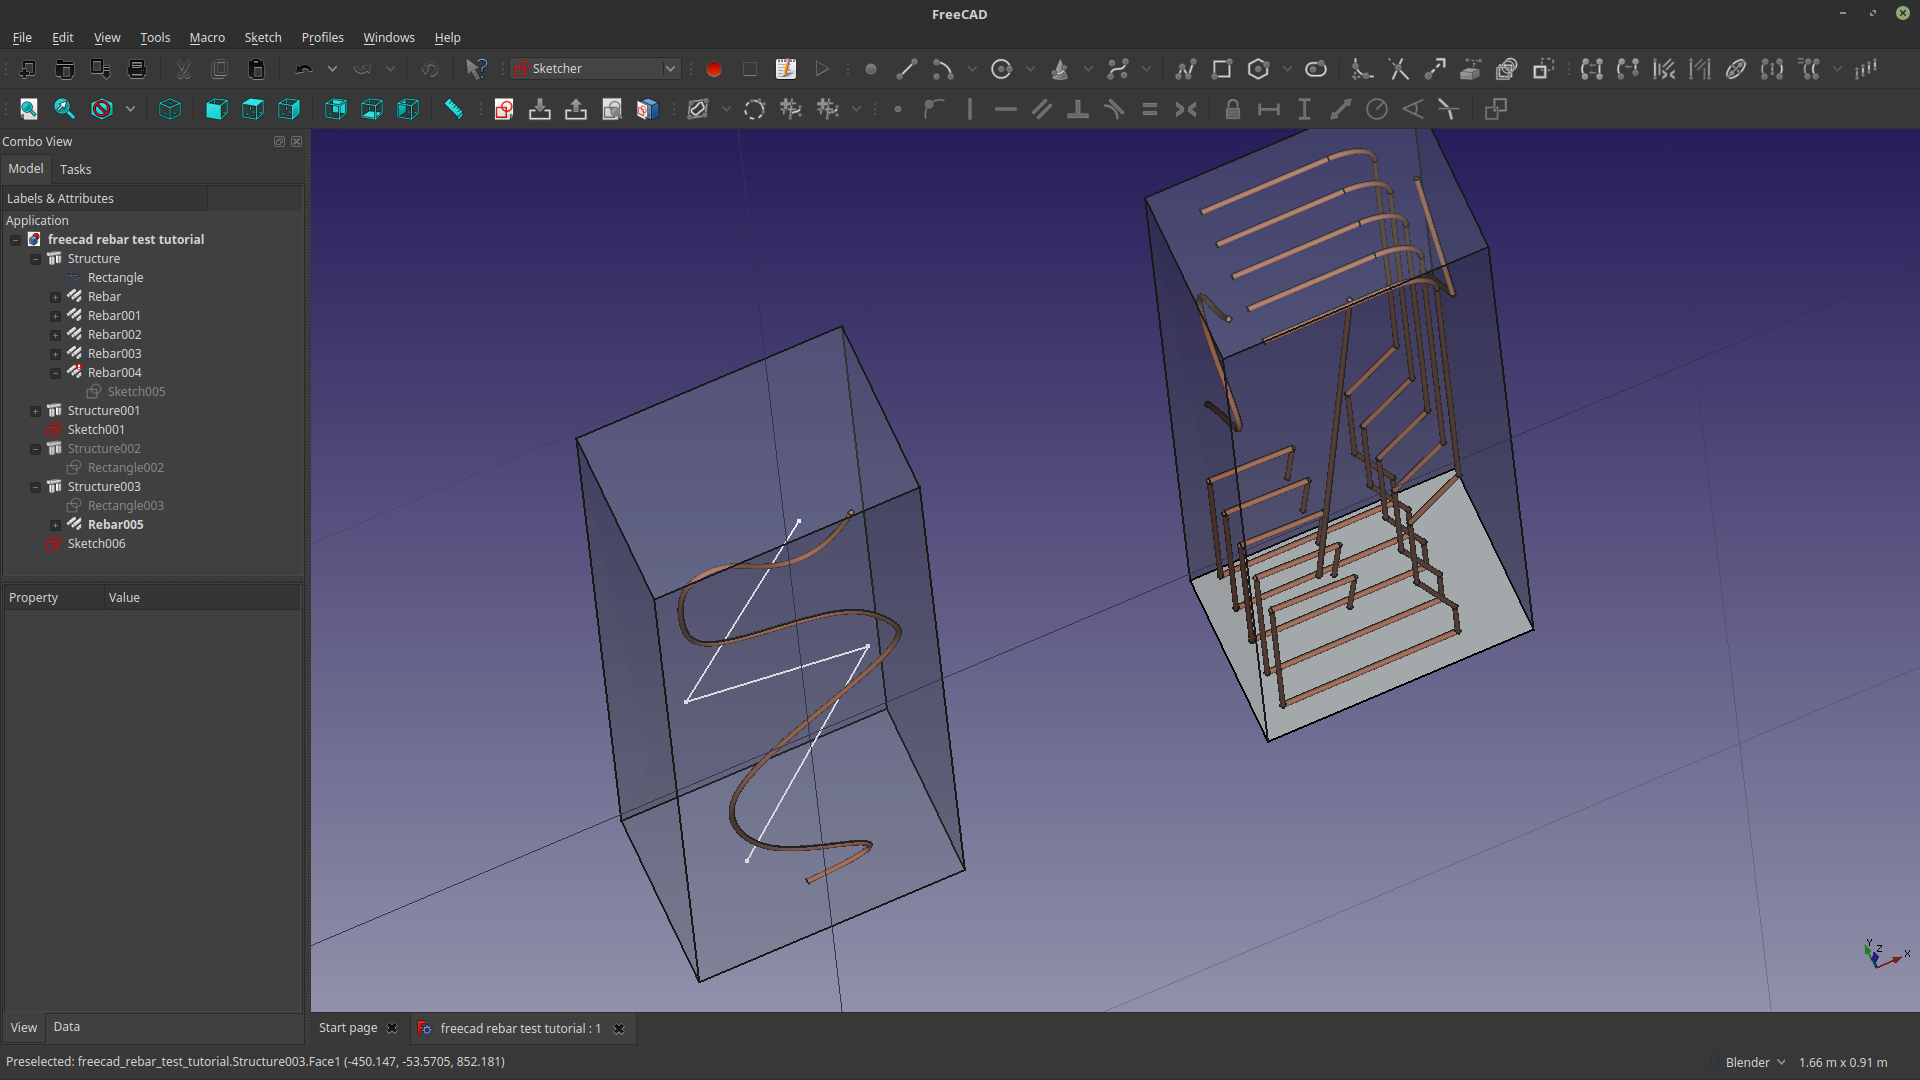 FreeCAD
File Edit View Tools Macro Sketch Profiles Windows Help
Sketcher
Combo View
Model Tasks
Labels & Attributes
Application
freecad rebar test tutorial
Structure
Rectangle
Rebar
Rebar001
Rebar002
Rebar003
Rebar004
Sketch005
Structure001
Sketch001
Structure002
Rectangle002
Structure003
Rectangle003
Rebar005
Sketch006
Property Value
Y Z X
View Data
Start page freecad rebar test tutorial : 1
Preselected: freecad_rebar_test_tutorial.Structure003.Face1 (-450.147, -53.5705, 852.181)
Blender 1.66 m x 0.91 m